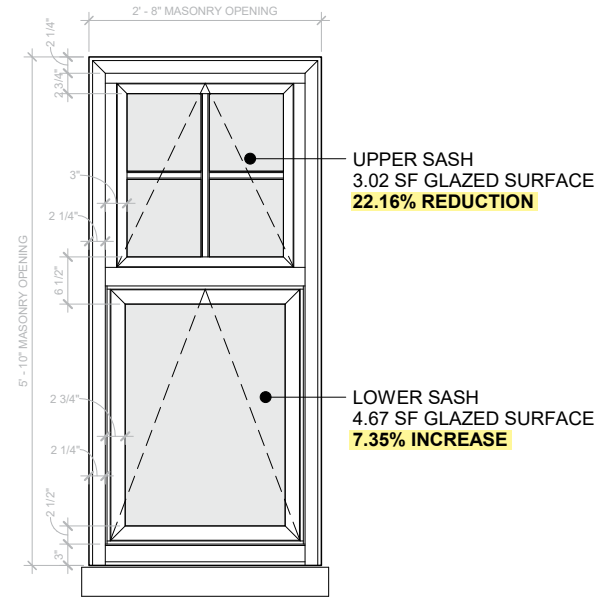 2' - 8" MASONRY OPENING
2 1/4"
2 3/4"
UPPER SASH
3.02 SF GLAZED SURFACE
22.16% REDUCTION
3"
2 1/4"
6 1/2"
5' - 10" MASONRY OPENING
LOWER SASH
4.67 SF GLAZED SURFACE
7.35% INCREASE
2 3/4"
2 1/4"
2 1/2"
3"